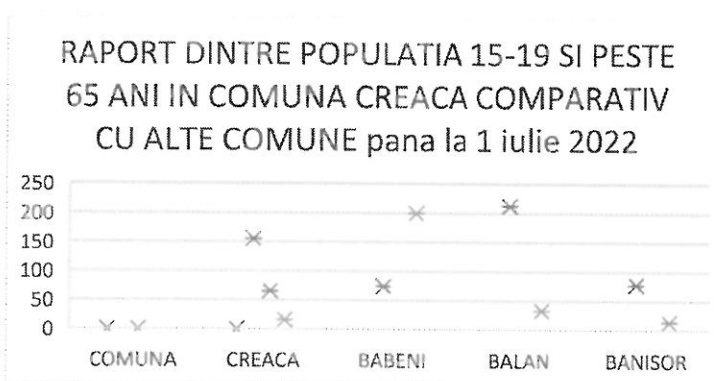 RAPORT DINTRE POPULATIA 15-19 SI PESTE
65 ANI IN COMUNA CREACA COMPARATIV
CU ALTE COMUNE pana la 1 iulie 2022
250
200
150
100
50
0
COMUNA CREACA BABENI BALAN BANISOR